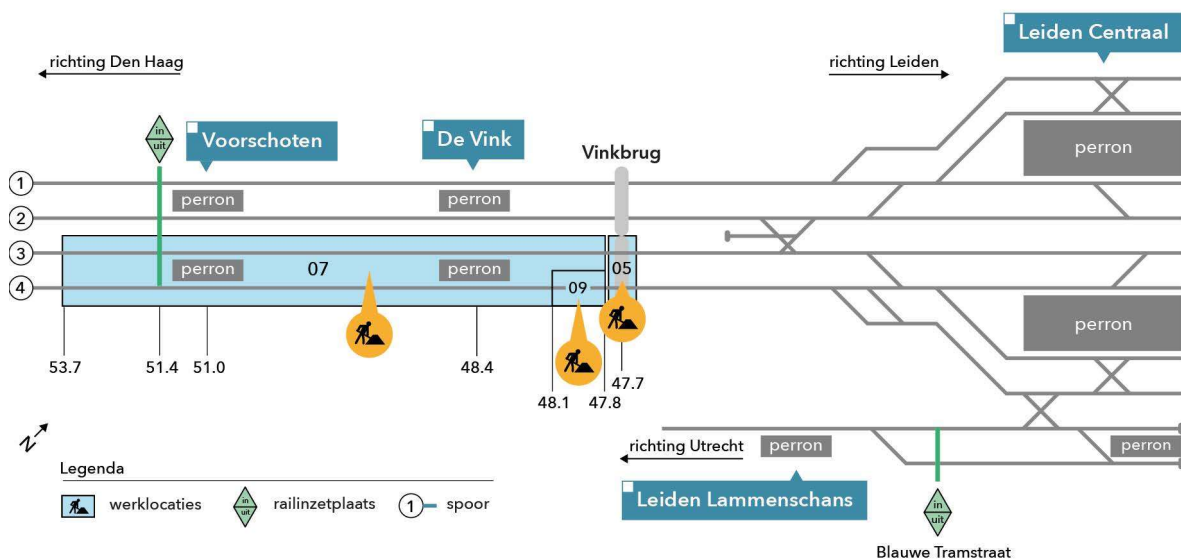 Leiden Centraal
richting Den Haag
richting Leiden
in
uit
Voorschoten
De Vink
Vinkbrug
perron
1
perron
perron
2
3
perron
07
perron
05
4
09
53.7
51.4
51.0
48.4
48.1
47.8
47.7
perron
N
richting Utrecht
perron
perron
Leiden Lammenschans
in
uit
Blauwe Tramstraat
Legenda
werklocaties
in
uit
railinzetplaats
1
spoor